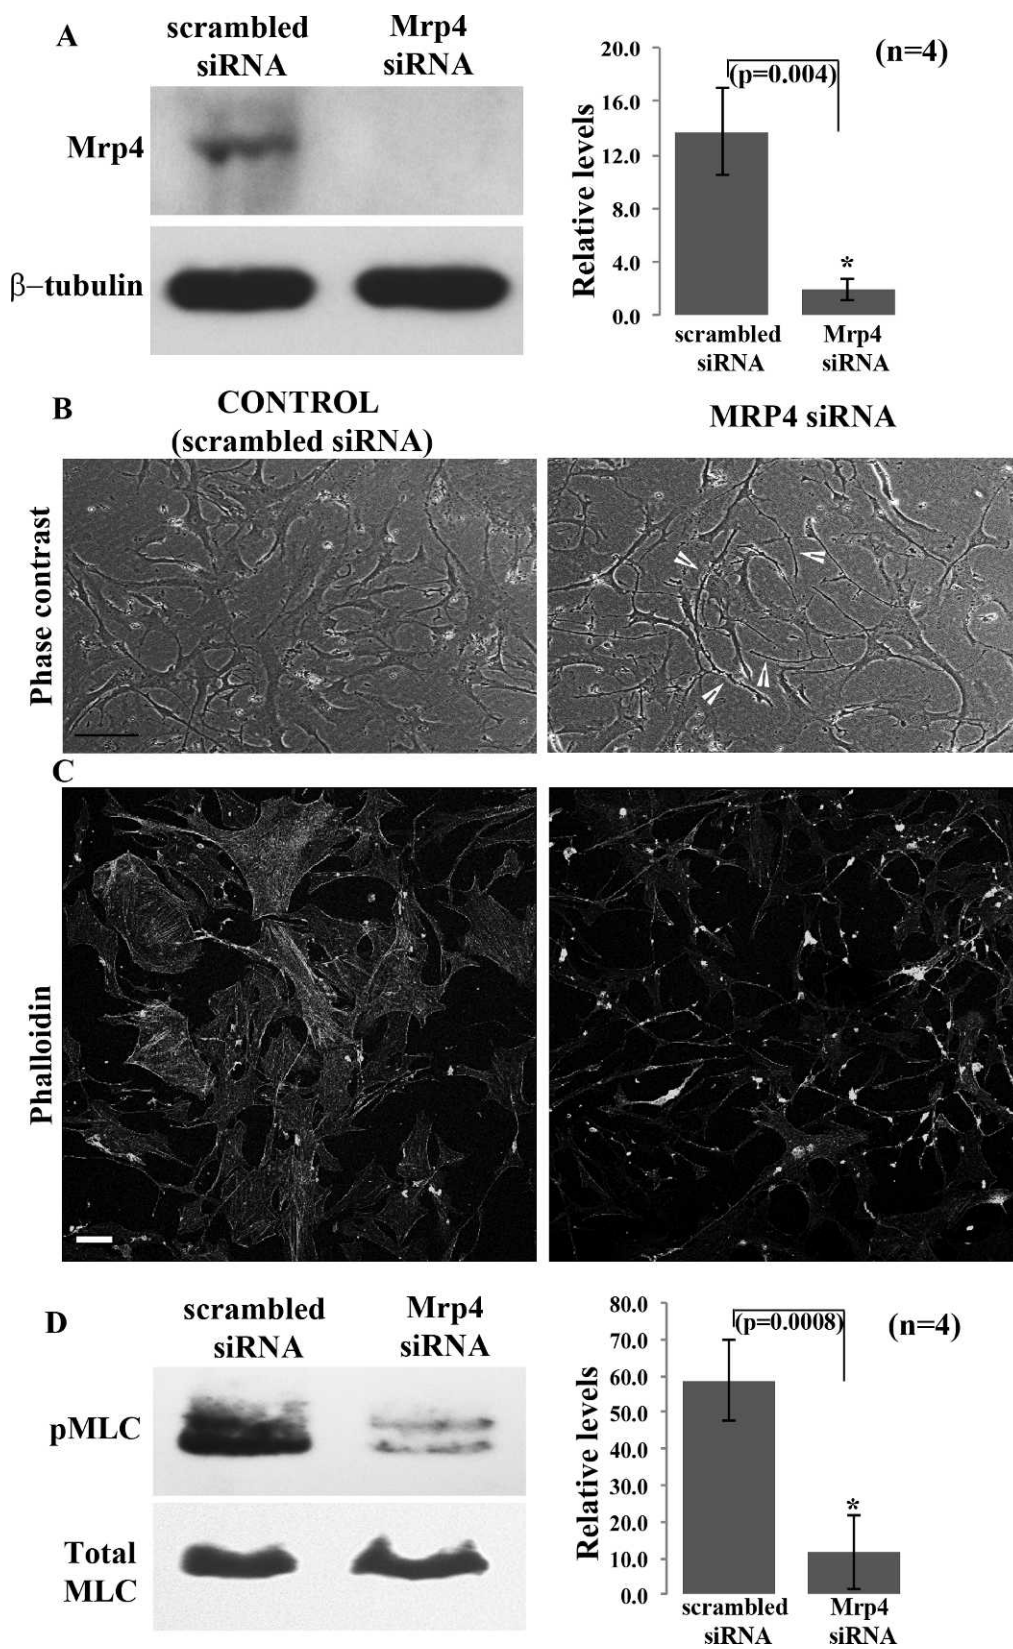 A
scrambled
siRNA
Mrp4
siRNA
Mrp4
β-tubulin
20.0
16.0
12.0
8.0
4.0
0.0
Relative levels
(p=0.004)
(n=4)
*
scrambled
siRNA
Mrp4
siRNA
B
CONTROL
(scrambled siRNA)
MRP4 siRNA
Phase contrast
C
Phalloidin
D
scrambled
siRNA
Mrp4
siRNA
pMLC
Total
MLC
80.0
70.0
60.0
50.0
40.0
30.0
20.0
10.0
0.0
Relative levels
(p=0.0008)
(n=4)
*
scrambled
siRNA
Mrp4
siRNA